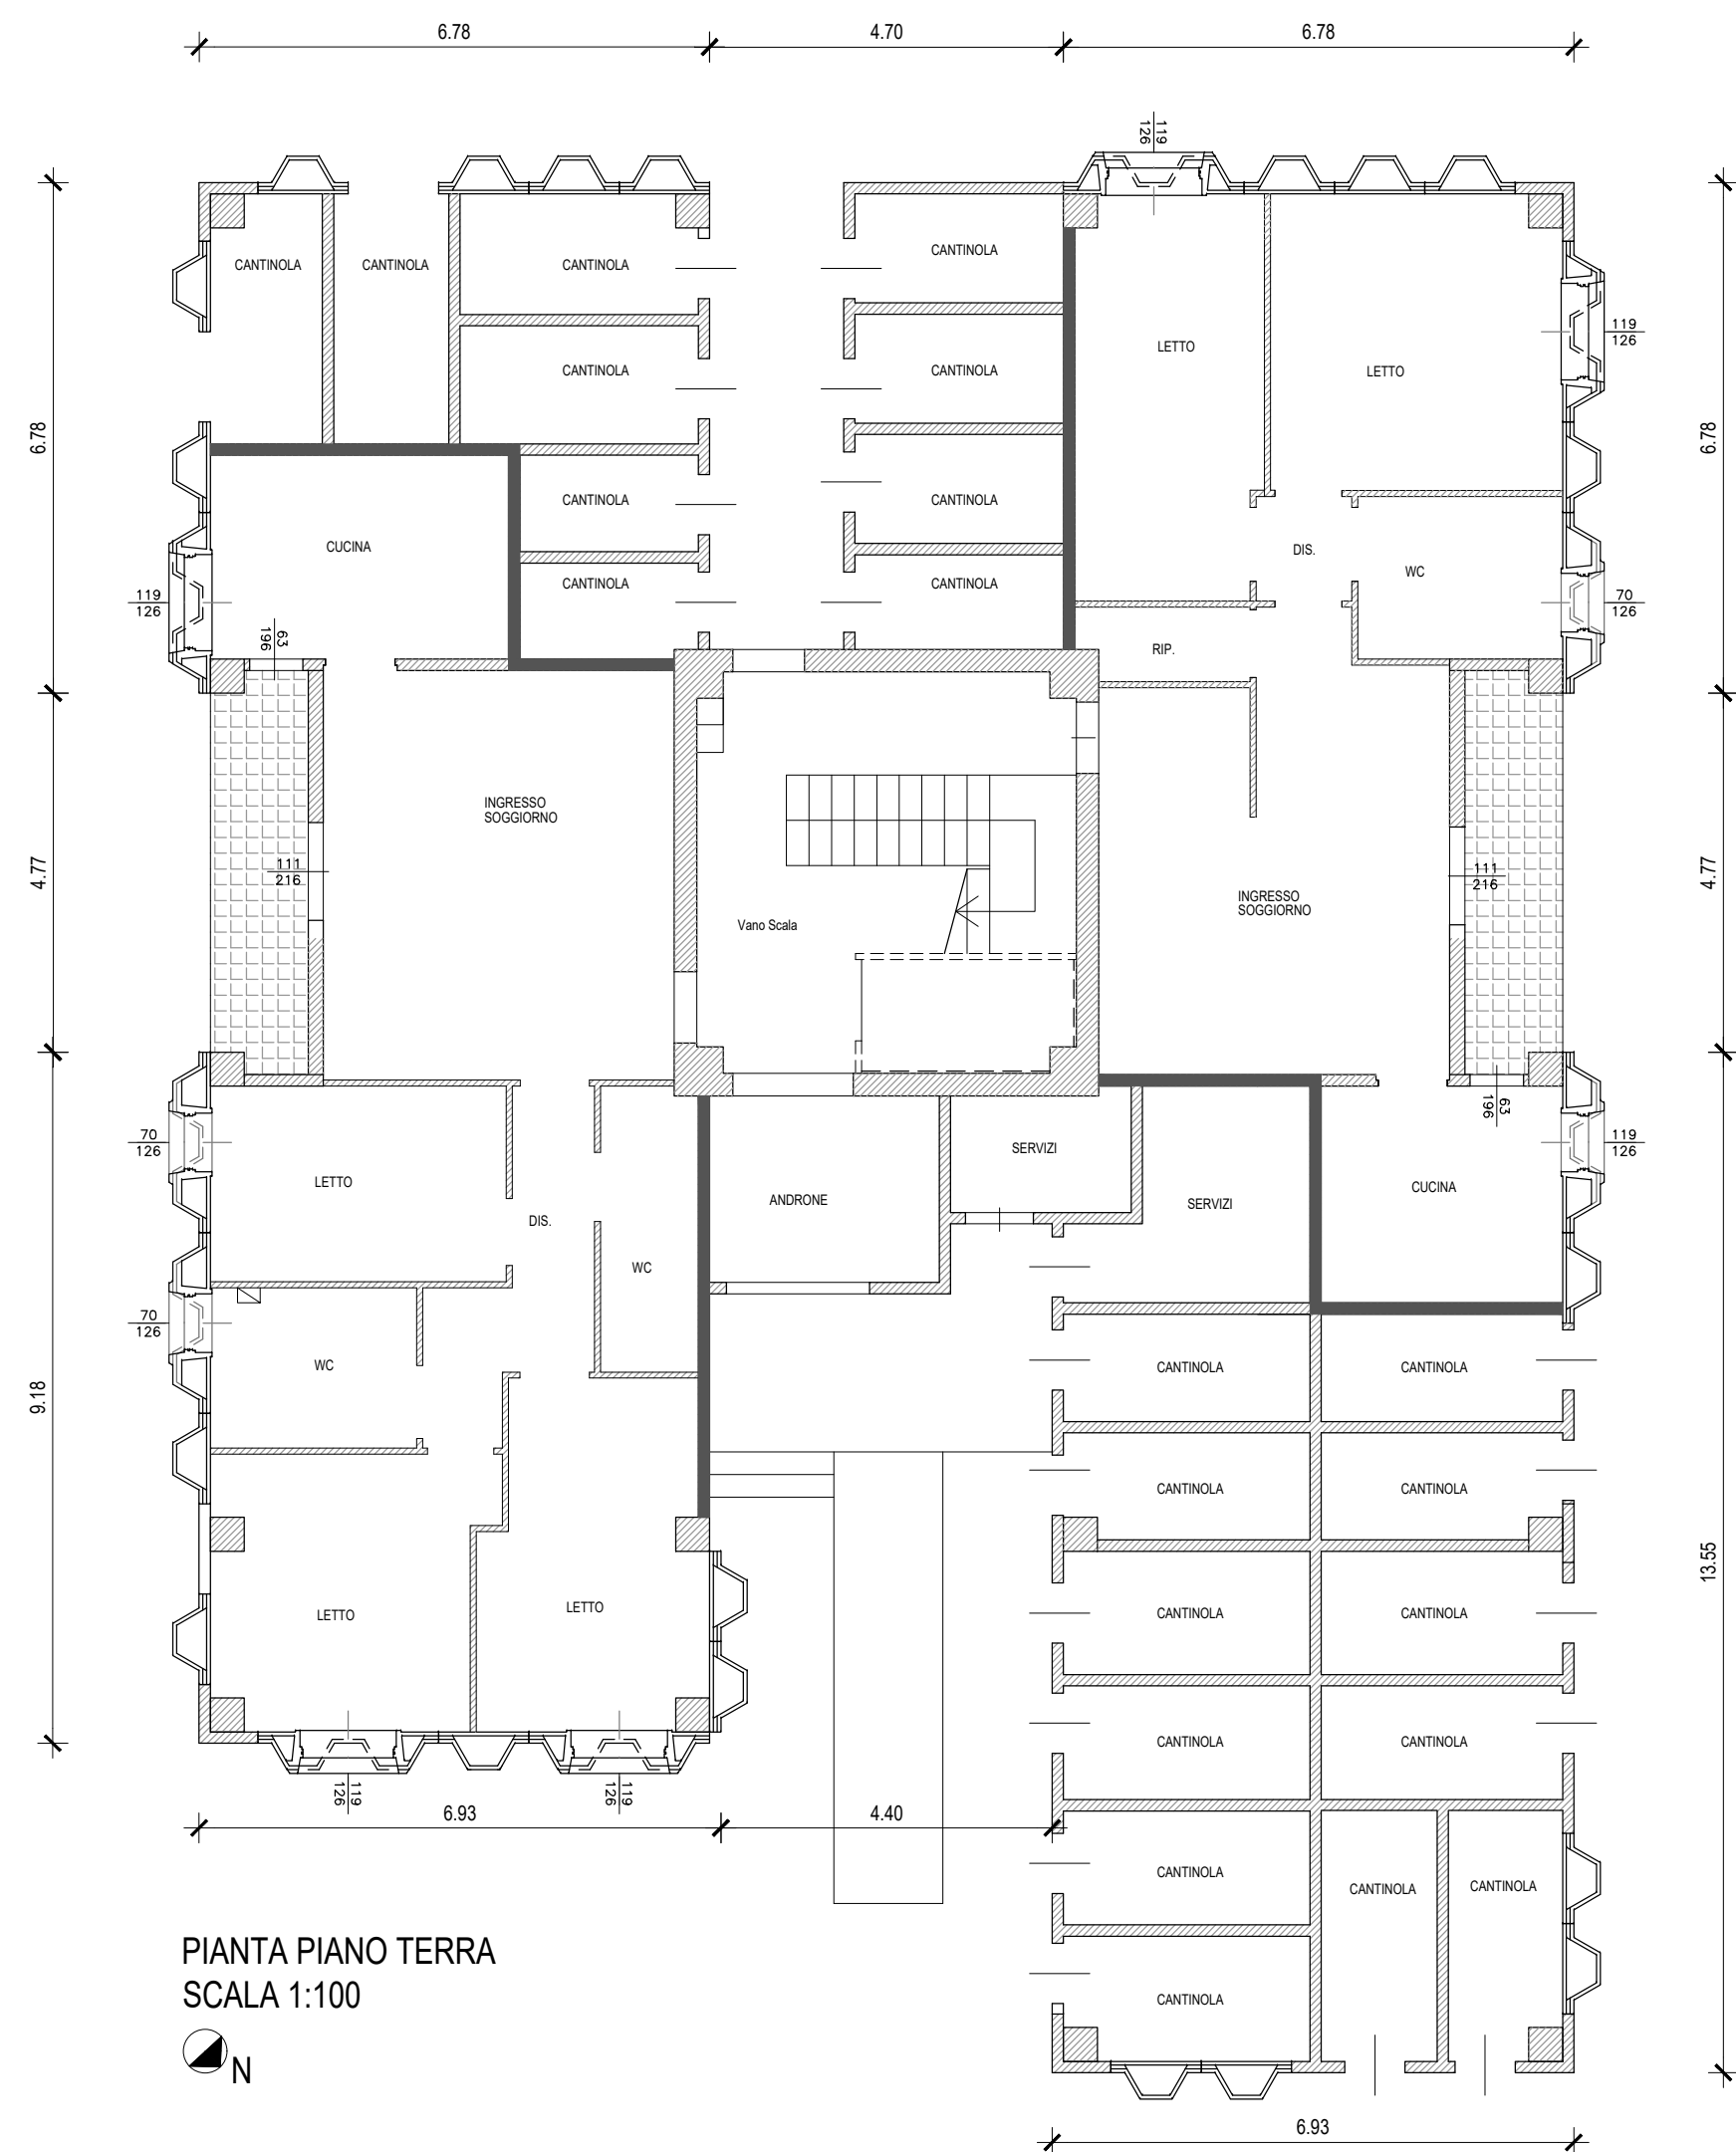 6.78
4.70
6.78
119
126
CANTINOLA
CANTINOLA
CANTINOLA
CANTINOLA
6.78
6.78
LETTO
LETTO
119
126
CANTINOLA
CANTINOLA
CANTINOLA
CANTINOLA
CUCINA
DIS.
WC
CANTINOLA
CANTINOLA
119
126
70
126
63
196
RIP.
INGRESSO
SOGGIORNO
4.77
4.77
111
216
111
216
INGRESSO
SOGGIORNO
Vano Scala
63
196
70
126
119
126
LETTO
DIS.
ANDRONE
SERVIZI
SERVIZI
CUCINA
WC
70
126
WC
CANTINOLA
CANTINOLA
9.18
CANTINOLA
CANTINOLA
13.55
LETTO
LETTO
CANTINOLA
CANTINOLA
CANTINOLA
CANTINOLA
119
126
119
126
6.93
4.40
CANTINOLA
CANTINOLA
CANTINOLA
PIANTA PIANO TERRA
SCALA 1:100
CANTINOLA
N
6.93